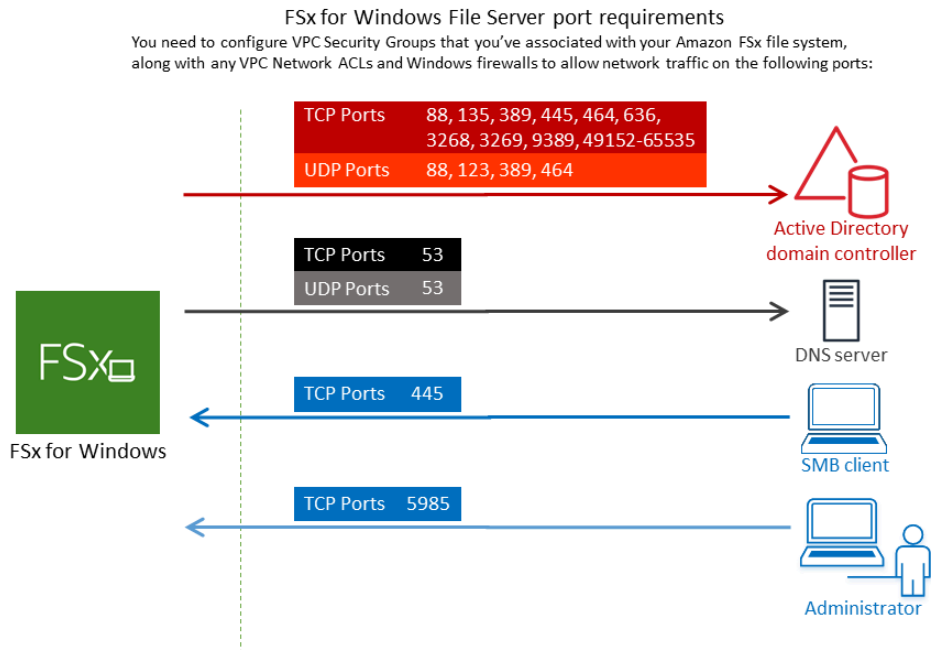 FSx for Windows File Server port requirements
You need to configure VPC Security Groups that you've associated with your Amazon FSx file system,
along with any VPC Network ACLs and Windows firewalls to allow network traffic on the following ports:
TCP Ports 88, 135, 389, 445, 464, 636,
3268, 3269, 9389, 49152-65535
UDP Ports 88, 123, 389, 464
Active Directory
domain controller
TCP Ports 53
UDP Ports 53
DNS server
FSx
FSx for Windows
TCP Ports 445
SMB client
TCP Ports 5985
Administrator